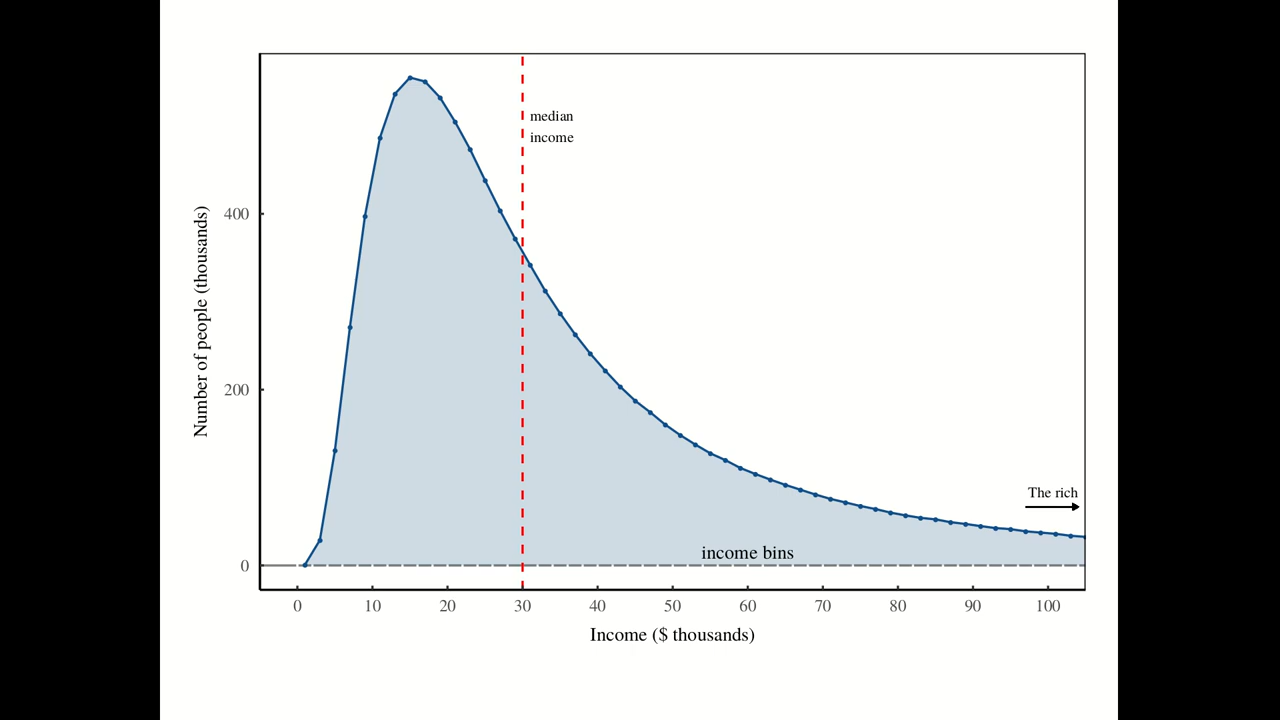 median
income
400
200
0
Number of people (thousands)
The rich
income bins
0 10 20 30 40 50 60 70 80 90 100
Income ($ thousands)